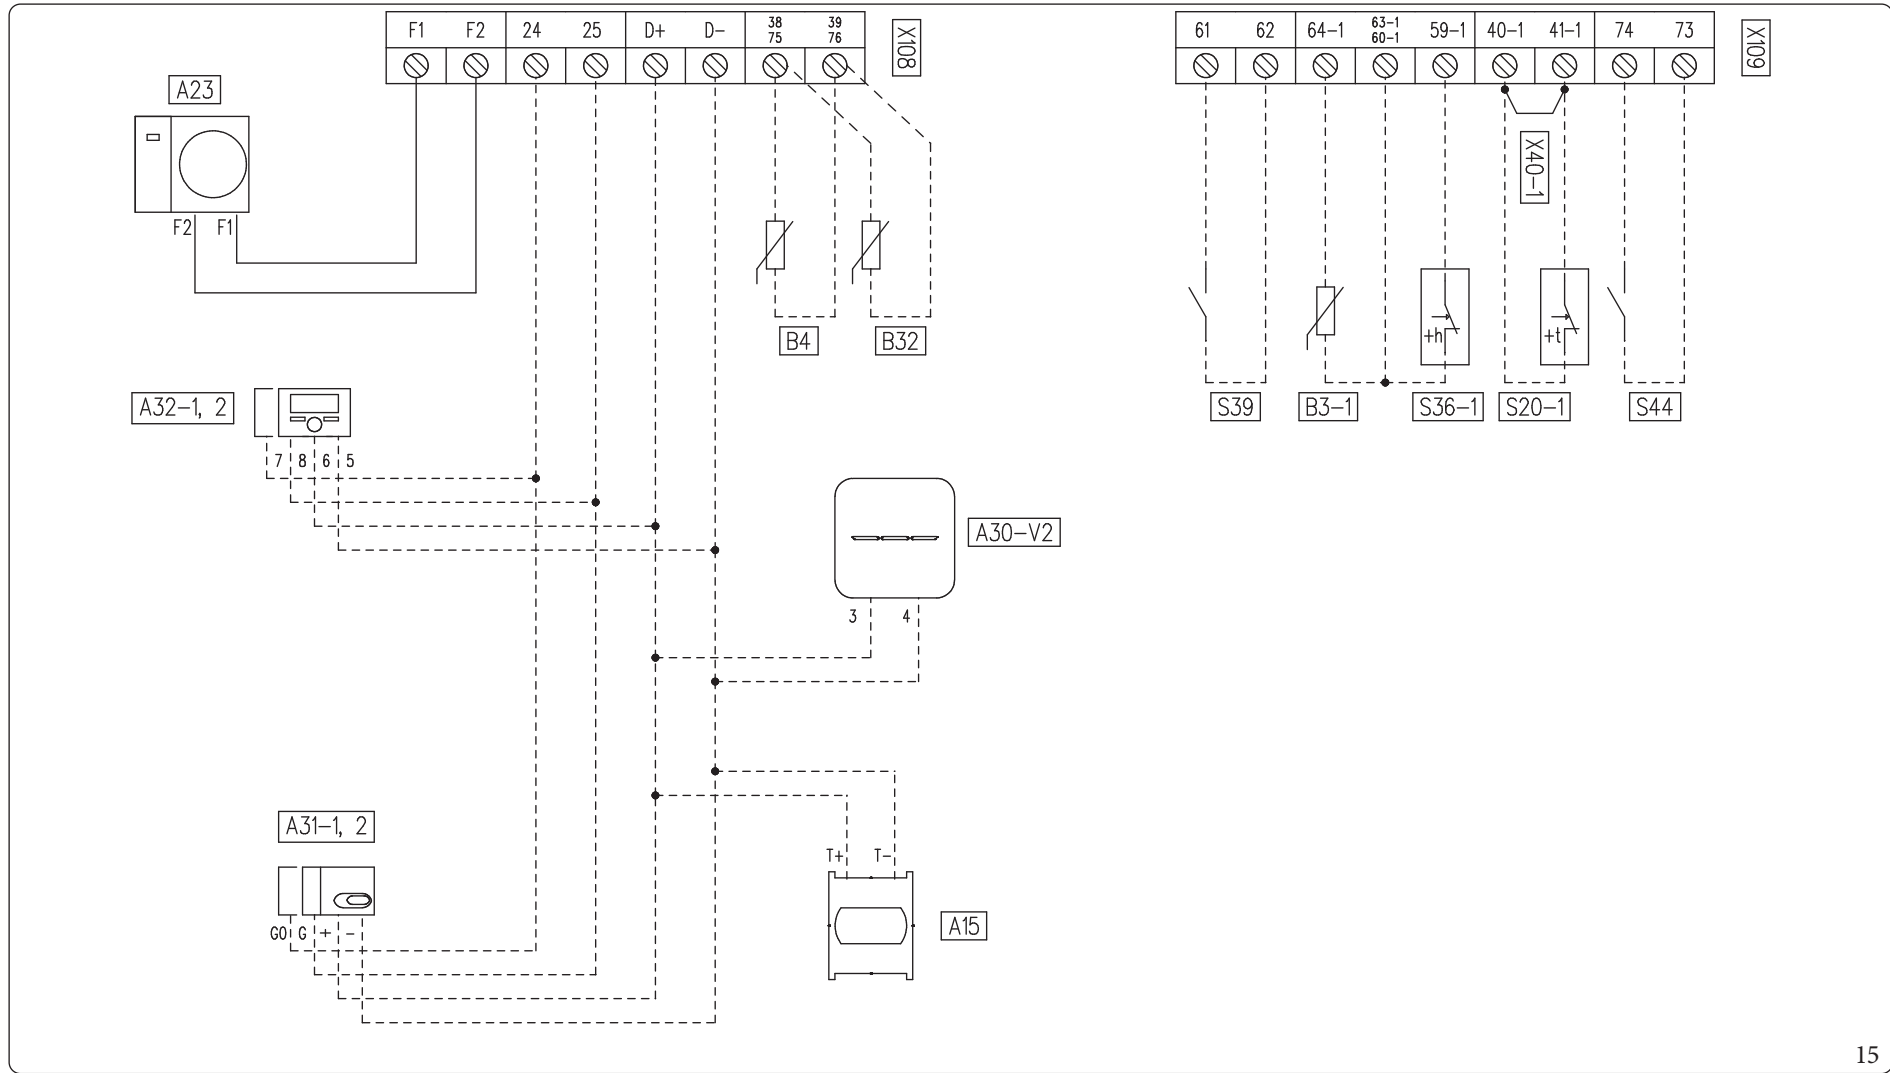 F1 F2 24 25 D+ D- 38 75 39 76 X108
61 62 64-1 63-1 60-1 59-1 40-1 41-1 74 73 X109
A23
F2 F1
X40-1
+h +t
B4 B32
S39 B3-1 S36-1 S20-1 S44
A32-1, 2
7 8 6 5
A30-V2
3 4
A31-1, 2
G0 G + -
T+ T-
A15
15